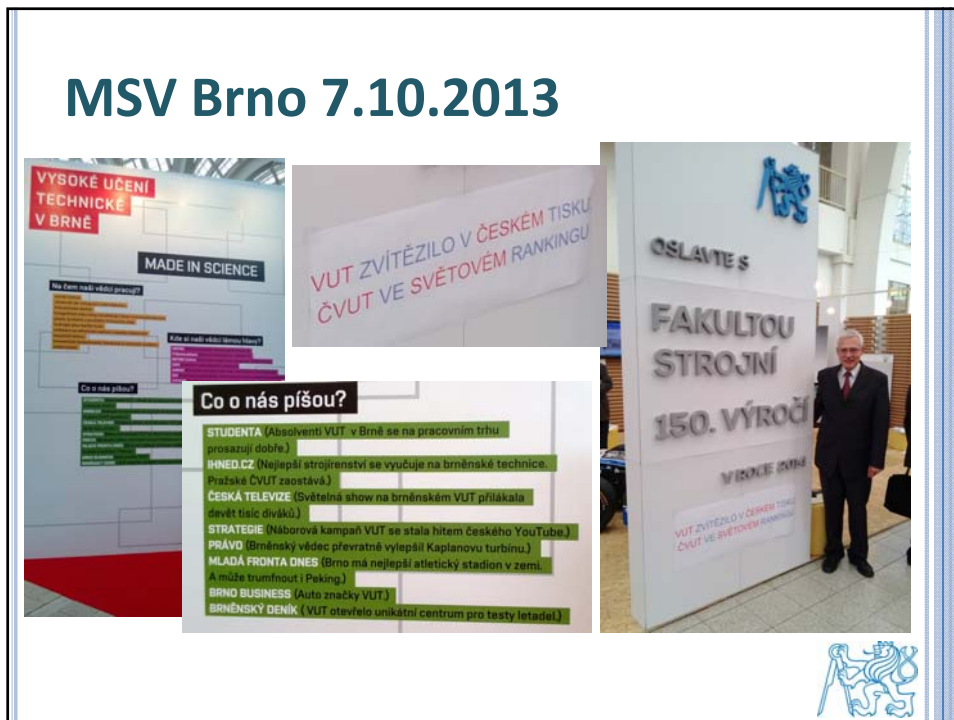 MSV Brno 7.10.2013
VYSOKÉ UČENÍ
TECHNICKÉ
V BRNĚ
MADE IN SCIENCE
Na čem naši vědci pracují?
Kde si naši vědci lámou hlavy?
Co o nás píšou?
VUT ZVÍTĚZILO V ČESKÉM TISKU
ČVUT VE SVĚTOVÉM RANKINGU
Co o nás píšou?
STUDENTA (Absolventi VUT v Brně se na pracovním trhu
prosazují dobře.)
IHNED.CZ (Nejlepší strojírenství se vyučuje na brněnské technice.
Pražské ČVUT zaostává.)
ČESKÁ TELEVIZE (Světelná show na brněnském VUT přilákala
devět tisíc diváků.)
STRATEGIE (Náborová kampaň VUT se stala hitem českého YouTube.)
PRÁVO (Brněnský vědec převratně vylepšil Kaplanovu turbínu.)
MLADÁ FRONTA DNES (Brno má nejlepší atletický stadion v zemi.
A může trumfnout i Peking.)
BRNO BUSINESS (Auto značky VUT.)
BRNĚNSKÝ DENÍK ( VUT otevřelo unikátní centrum pro testy letadel.)
OSLAVTE S
FAKULTOU
STROJNÍ
150. VÝROČÍ
V ROCE 2014
VUT ZVÍTĚZILO V ČESKÉM TISKU
ČVUT VE SVĚTOVÉM RANKINGU